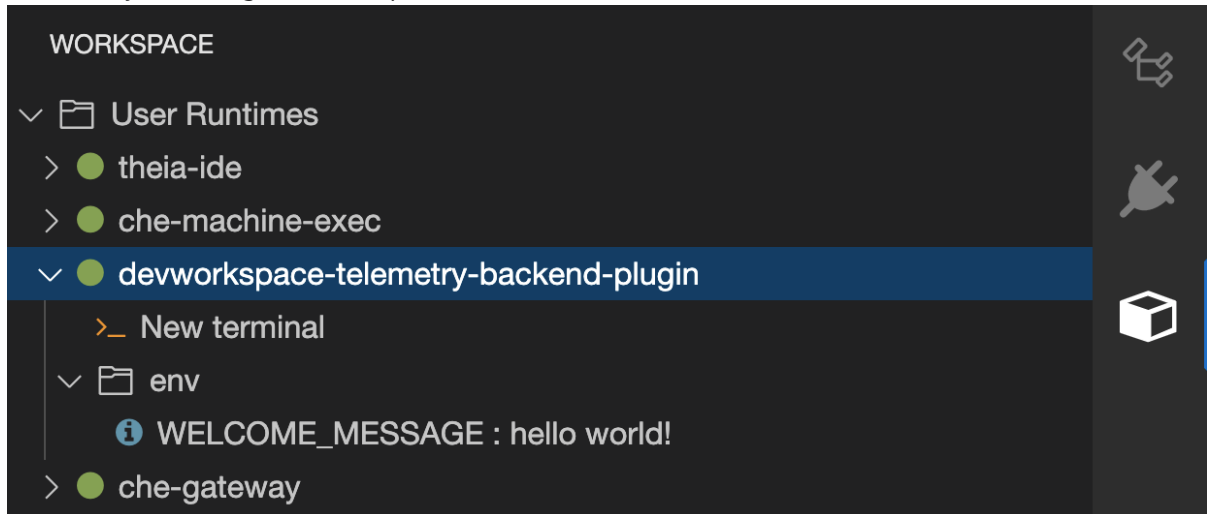 WORKSPACE
User Runtimes
theia-ide
che-machine-exec
devworkspace-telemetry-backend-plugin
>_ New terminal
env
WELCOME_MESSAGE : hello world!
che-gateway